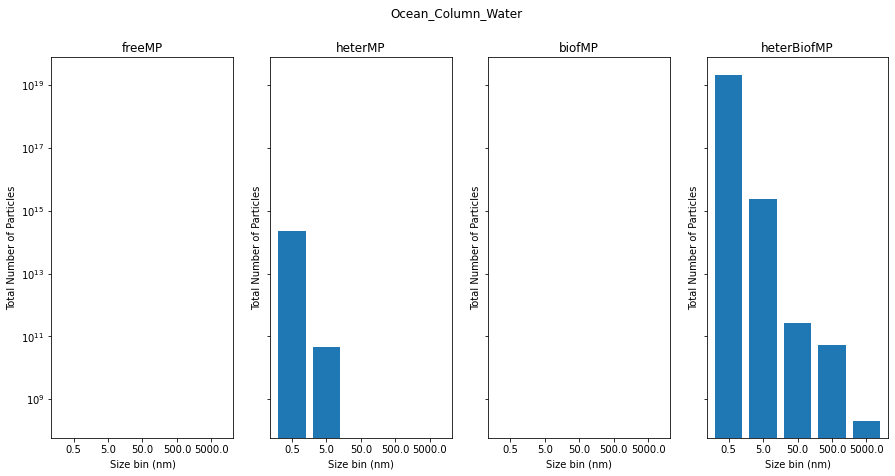 Ocean_Column_Water
freeMP
heterMP
biofMP
heterBiofMP
Total Number of Particles
10^19
10^17
10^15
10^13
10^11
10^9
0.5 5.0 50.0 500.0 5000.0
Size bin (nm)
Total Number of Particles
0.5 5.0 50.0 500.0 5000.0
Size bin (nm)
Total Number of Particles
0.5 5.0 50.0 500.0 5000.0
Size bin (nm)
Total Number of Particles
0.5 5.0 50.0 500.0 5000.0
Size bin (nm)